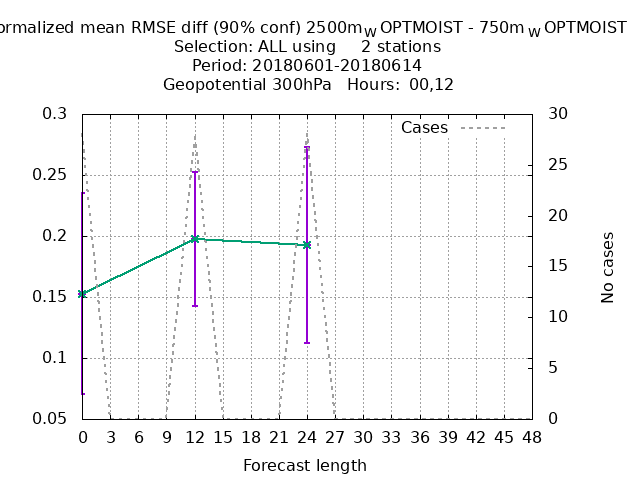 ormalized mean RMSE diff (90% conf) 2500mW OPTMOIST - 750mW OPTMOIST
Selection: ALL using 2 stations
Period: 20180601-20180614
Geopotential 300hPa Hours: 00,12
0.3 30
Cases
0.25 25
0.2 20
0.15 15
0.1 10
5
0.05 0
No cases
0 3 6 9 12 15 18 21 24 27 30 33 36 39 42 45 48
Forecast length